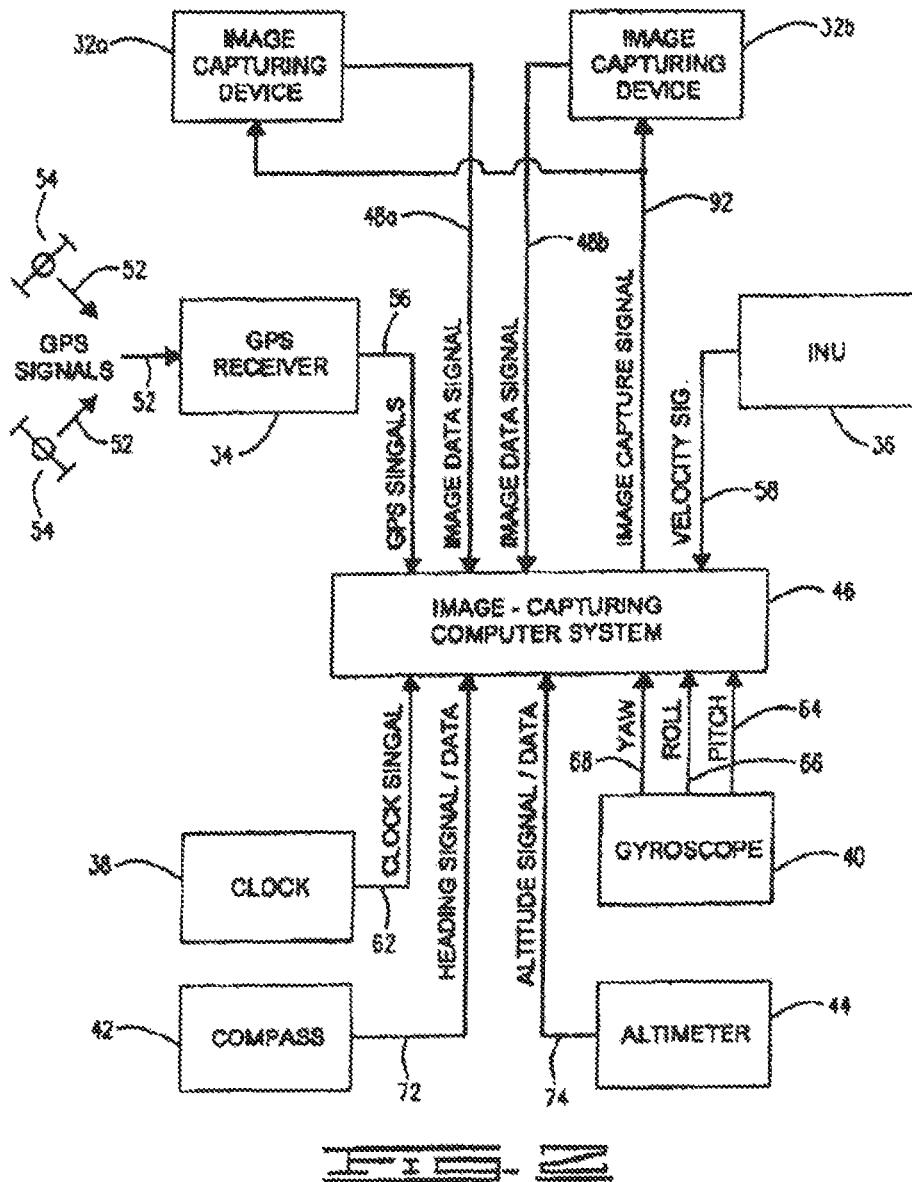 32a
IMAGE
CAPTURING
DEVICE
IMAGE
CAPTURING
DEVICE
32b
54
52
GPS
SIGNALS
52
52
54
GPS
RECEIVER
34
56
GPS SINGALS
48a
IMAGE DATA SIGNAL
48b
IMAGE DATA SIGNAL
92
IMAGE CAPTURE SIGNAL
VELOCITY SIG.
58
INU
36
IMAGE - CAPTURING
COMPUTER SYSTEM
46
CLOCK SINGAL
HEADING SIGNAL / DATA
ALTITUDE SIGNAL / DATA
YAW
68
ROLL
66
PITCH
64
GYROSCOPE
40
38
CLOCK
62
42
COMPASS
72
74
ALTIMETER
44
FIG. 2